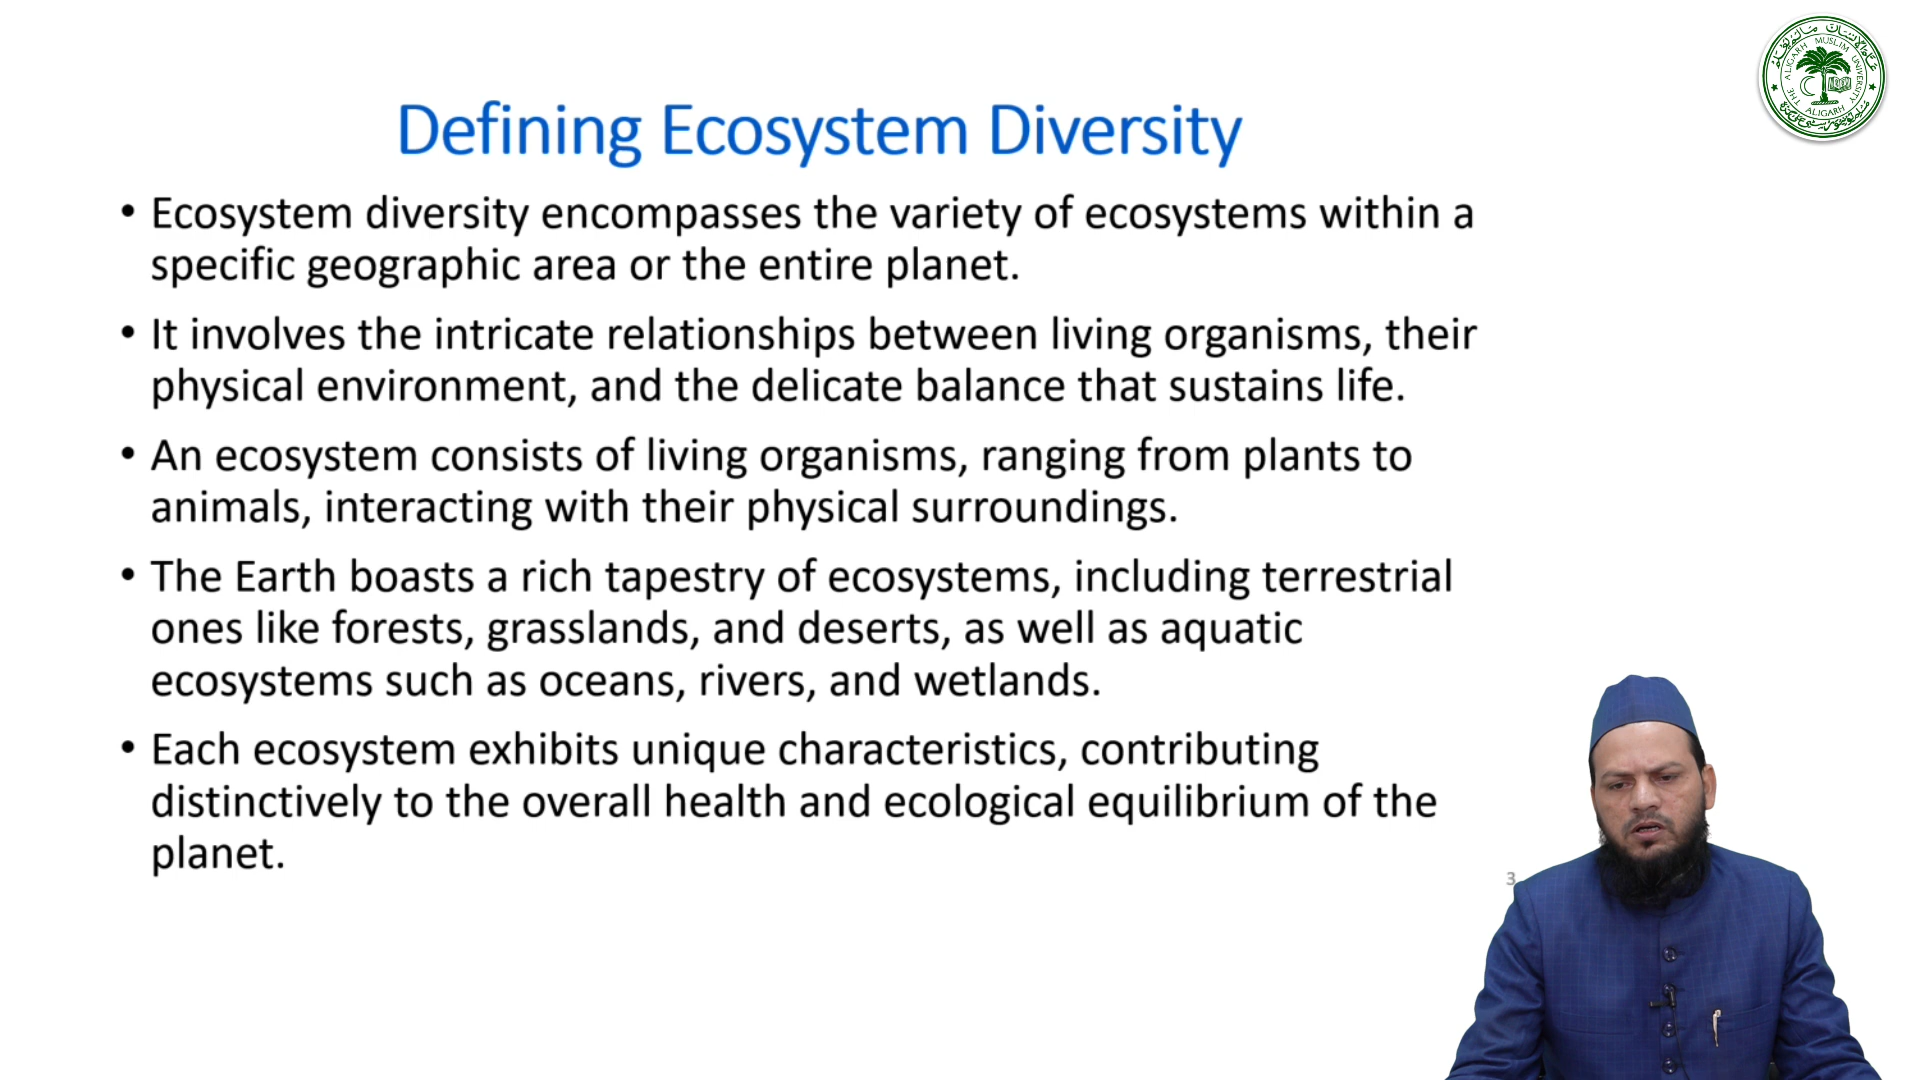 Defining Ecosystem Diversity
• Ecosystem diversity encompasses the variety of ecosystems within a
specific geographic area or the entire planet.
• It involves the intricate relationships between living organisms, their
physical environment, and the delicate balance that sustains life.
• An ecosystem consists of living organisms, ranging from plants to
animals, interacting with their physical surroundings.
• The Earth boasts a rich tapestry of ecosystems, including terrestrial
ones like forests, grasslands, and deserts, as well as aquatic
ecosystems such as oceans, rivers, and wetlands.
• Each ecosystem exhibits unique characteristics, contributing
distinctively to the overall health and ecological equilibrium of the
planet.
3
THE ALIGARH MUSLIM UNIVERSITY
ALIGARH